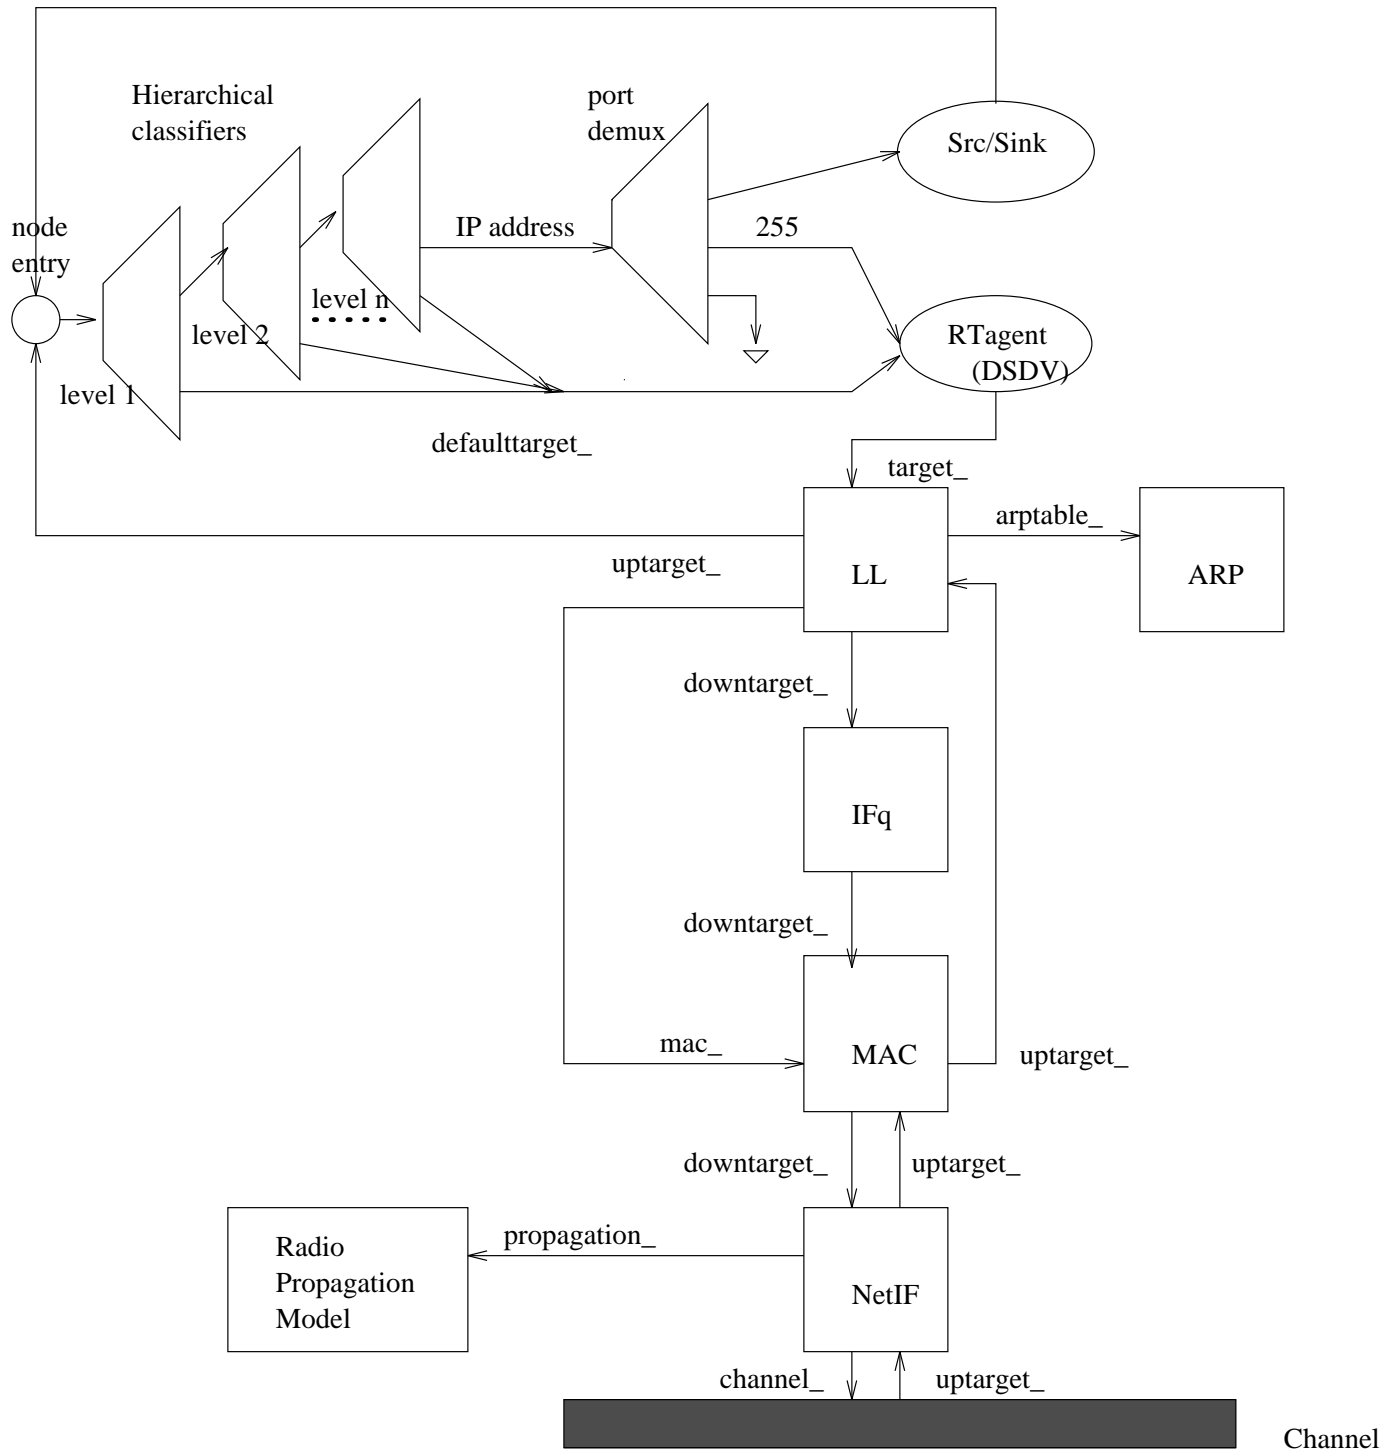 Hierarchical
classifiers
port
demux
Src/Sink
node
entry
IP address
255
level n
level 2
RTagent
(DSDV)
level 1
defaulttarget_
target_
arptable_
uptarget_
LL
ARP
downtarget_
IFq
downtarget_
mac_
MAC
uptarget_
downtarget_
uptarget_
propagation_
Radio
Propagation
Model
NetIF
channel_
uptarget_
Channel